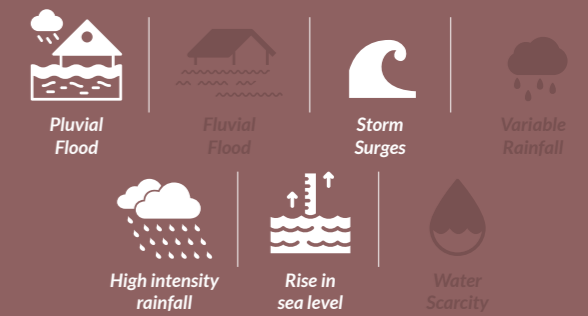 Pluvial
Flood
Fluvial
Flood
Storm
Surges
Variable
Rainfall
High intensity
rainfall
Rise in
sea level
Water
Scarcity